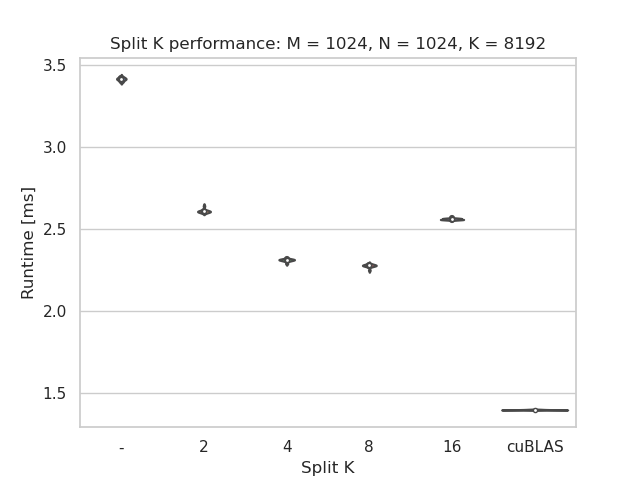 Split K performance: M = 1024, N = 1024, K = 8192
3.5
3.0
2.5
2.0
1.5
Runtime [ms]
- 2 4 8 16 cuBLAS
Split K